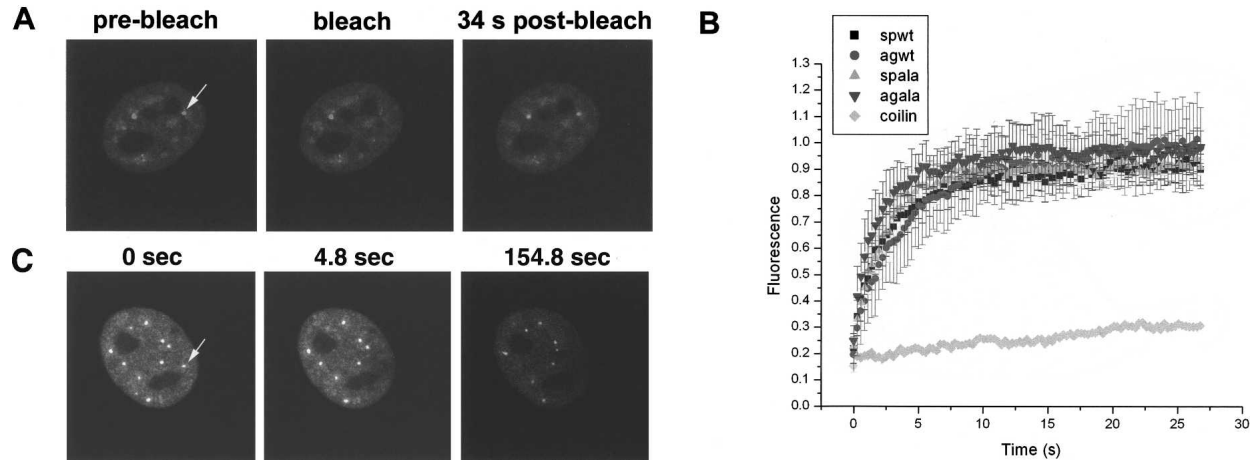 A
pre-bleach
bleach
34 s post-bleach
C
0 sec
4.8 sec
154.8 sec
B
spwt
agwt
spala
agala
coilin
Fluorescence
1.3
1.2
1.1
1.0
0.9
0.8
0.7
0.6
0.5
0.4
0.3
0.2
0.1
0.0
0
5
10
15
20
25
30
Time (s)